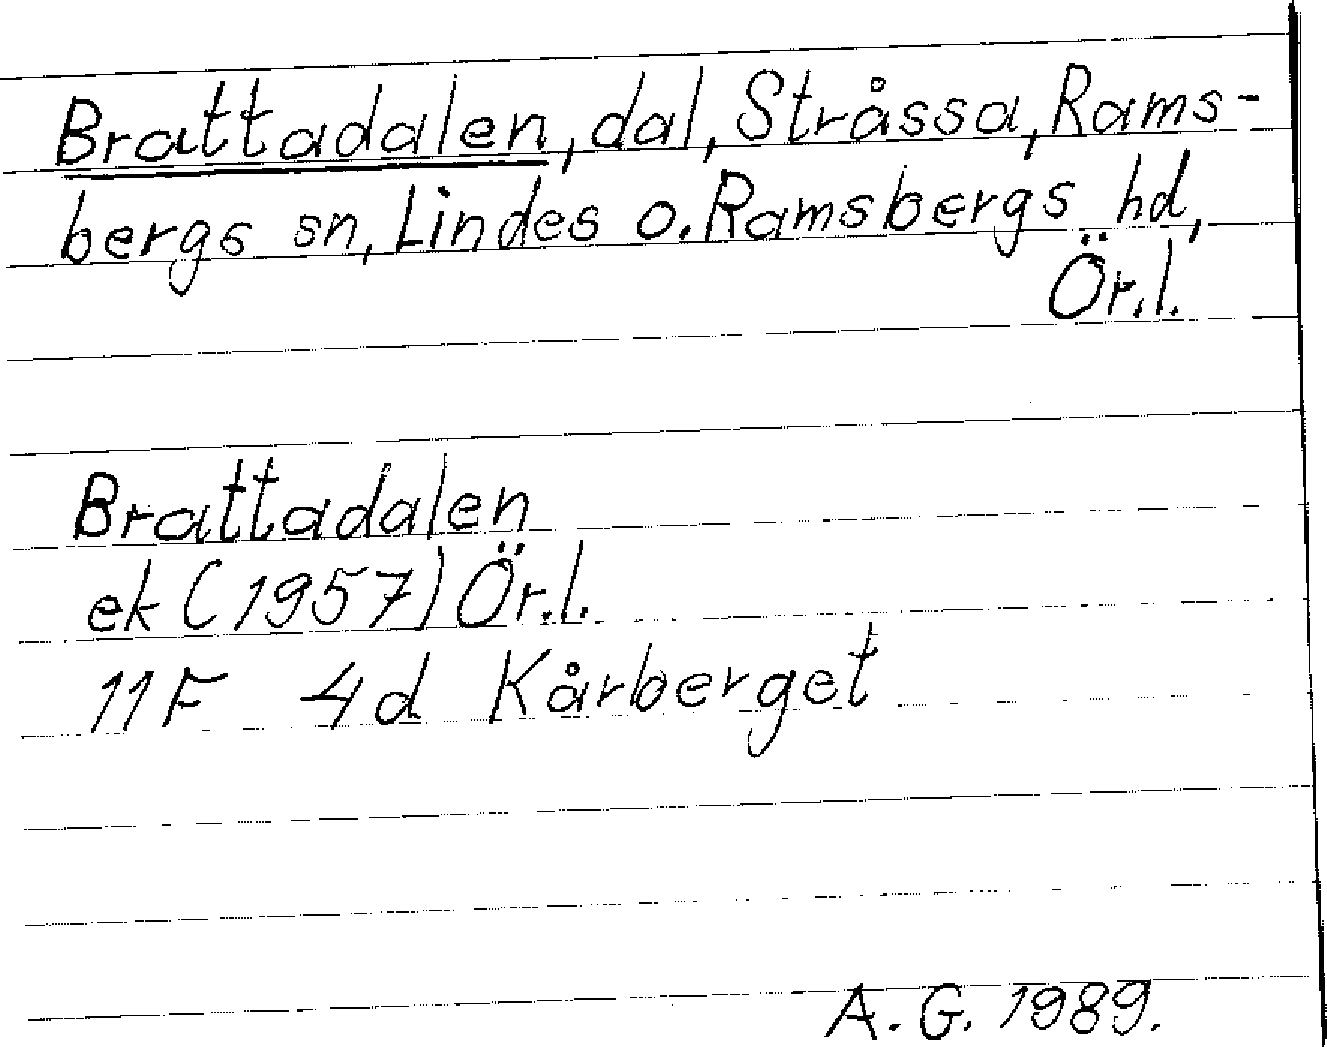 Brattadalen, dal, Stråssa, Rams-
bergs sn, Lindes o. Ramsbergs hd,
Ör.l.
Brattadalen
ek (1957) Ör.l.
11F 4d Kårberget
A. G. 1989.